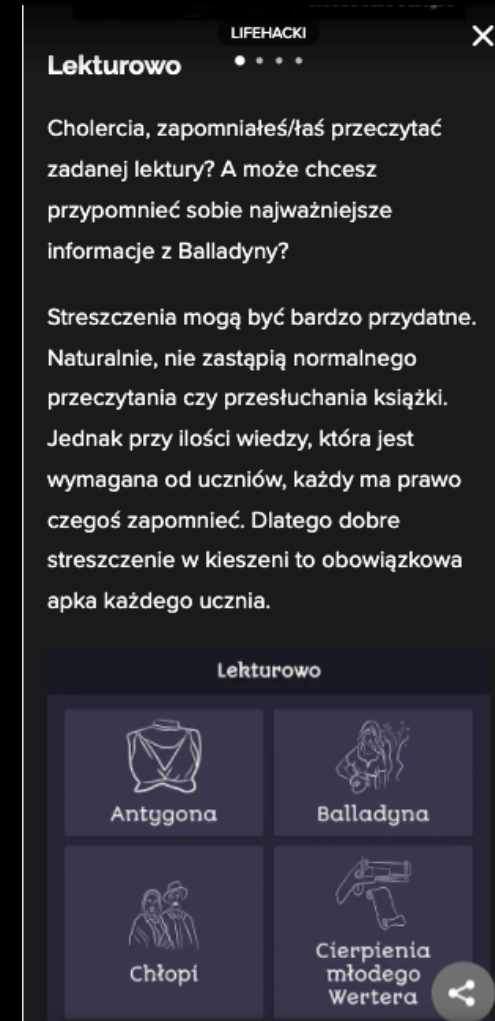 LIFEHACKI
Lekturowo
Cholercia, zapomniałeś/łaś przeczytać
zadanej lektury? A może chcesz
przypomnieć sobie najważniejsze
informacje z Balladyny?
Streszczenia mogą być bardzo przydatne.
Naturalnie, nie zastąpią normalnego
przeczytania czy przesłuchania książki.
Jednak przy ilości wiedzy, która jest
wymagana od uczniów, każdy ma prawo
czegoś zapomnieć. Dlatego dobre
streszczenie w kieszeni to obowiązkowa
apka każdego ucznia.
Lekturowo
Antygona
Balladyna
Chłopi
Cierpienia
młodego
Wertera